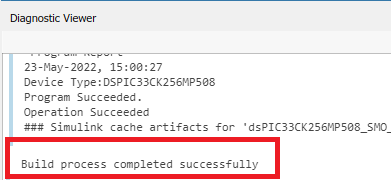 Diagnostic Viewer
Program Report
23-May-2022, 15:00:27
Device Type:DSPIC33CK256MP508
Program Succeeded.
Operation Succeeded
### Simulink cache artifacts for 'dsPIC33CK256MP508_SMO_
Build process completed successfully